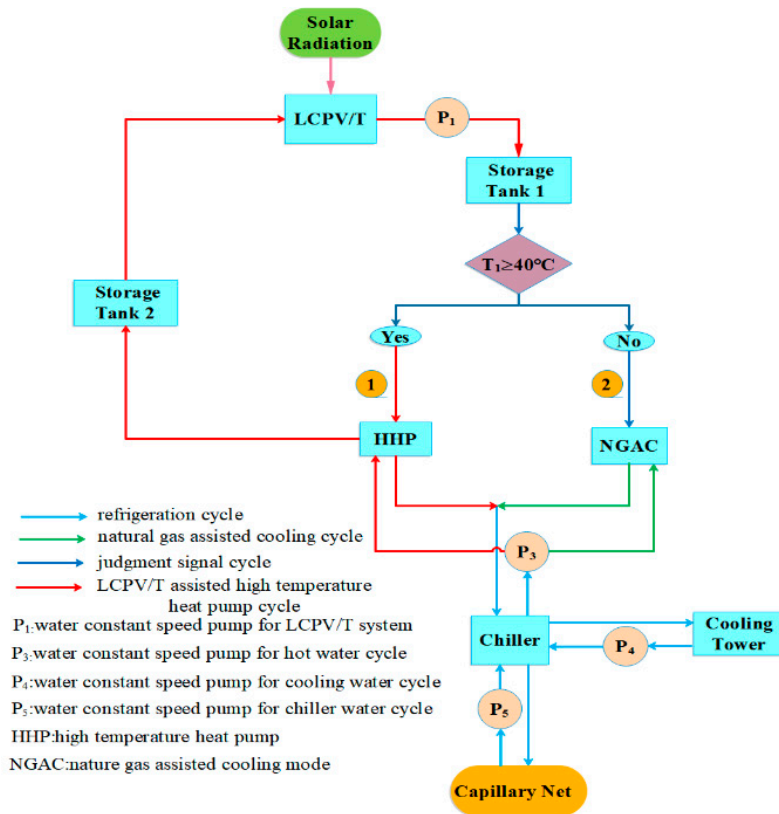 Solar
Radiation
LCPV/T
P₁
Storage
Tank 1
T₁≥40℃
Storage
Tank 2
Yes
No
1
2
HHP
NGAC
refrigeration cycle
natural gas assisted cooling cycle
judgment signal cycle
LCPV/T assisted high temperature
heat pump cycle
P₁:water constant speed pump for LCPV/T system
P₃:water constant speed pump for hot water cycle
P₄:water constant speed pump for cooling water cycle
P₅:water constant speed pump for chiller water cycle
HHP:high temperature heat pump
NGAC:nature gas assisted cooling mode
P₃
Chiller
Cooling
Tower
P₄
P₅
Capillary Net